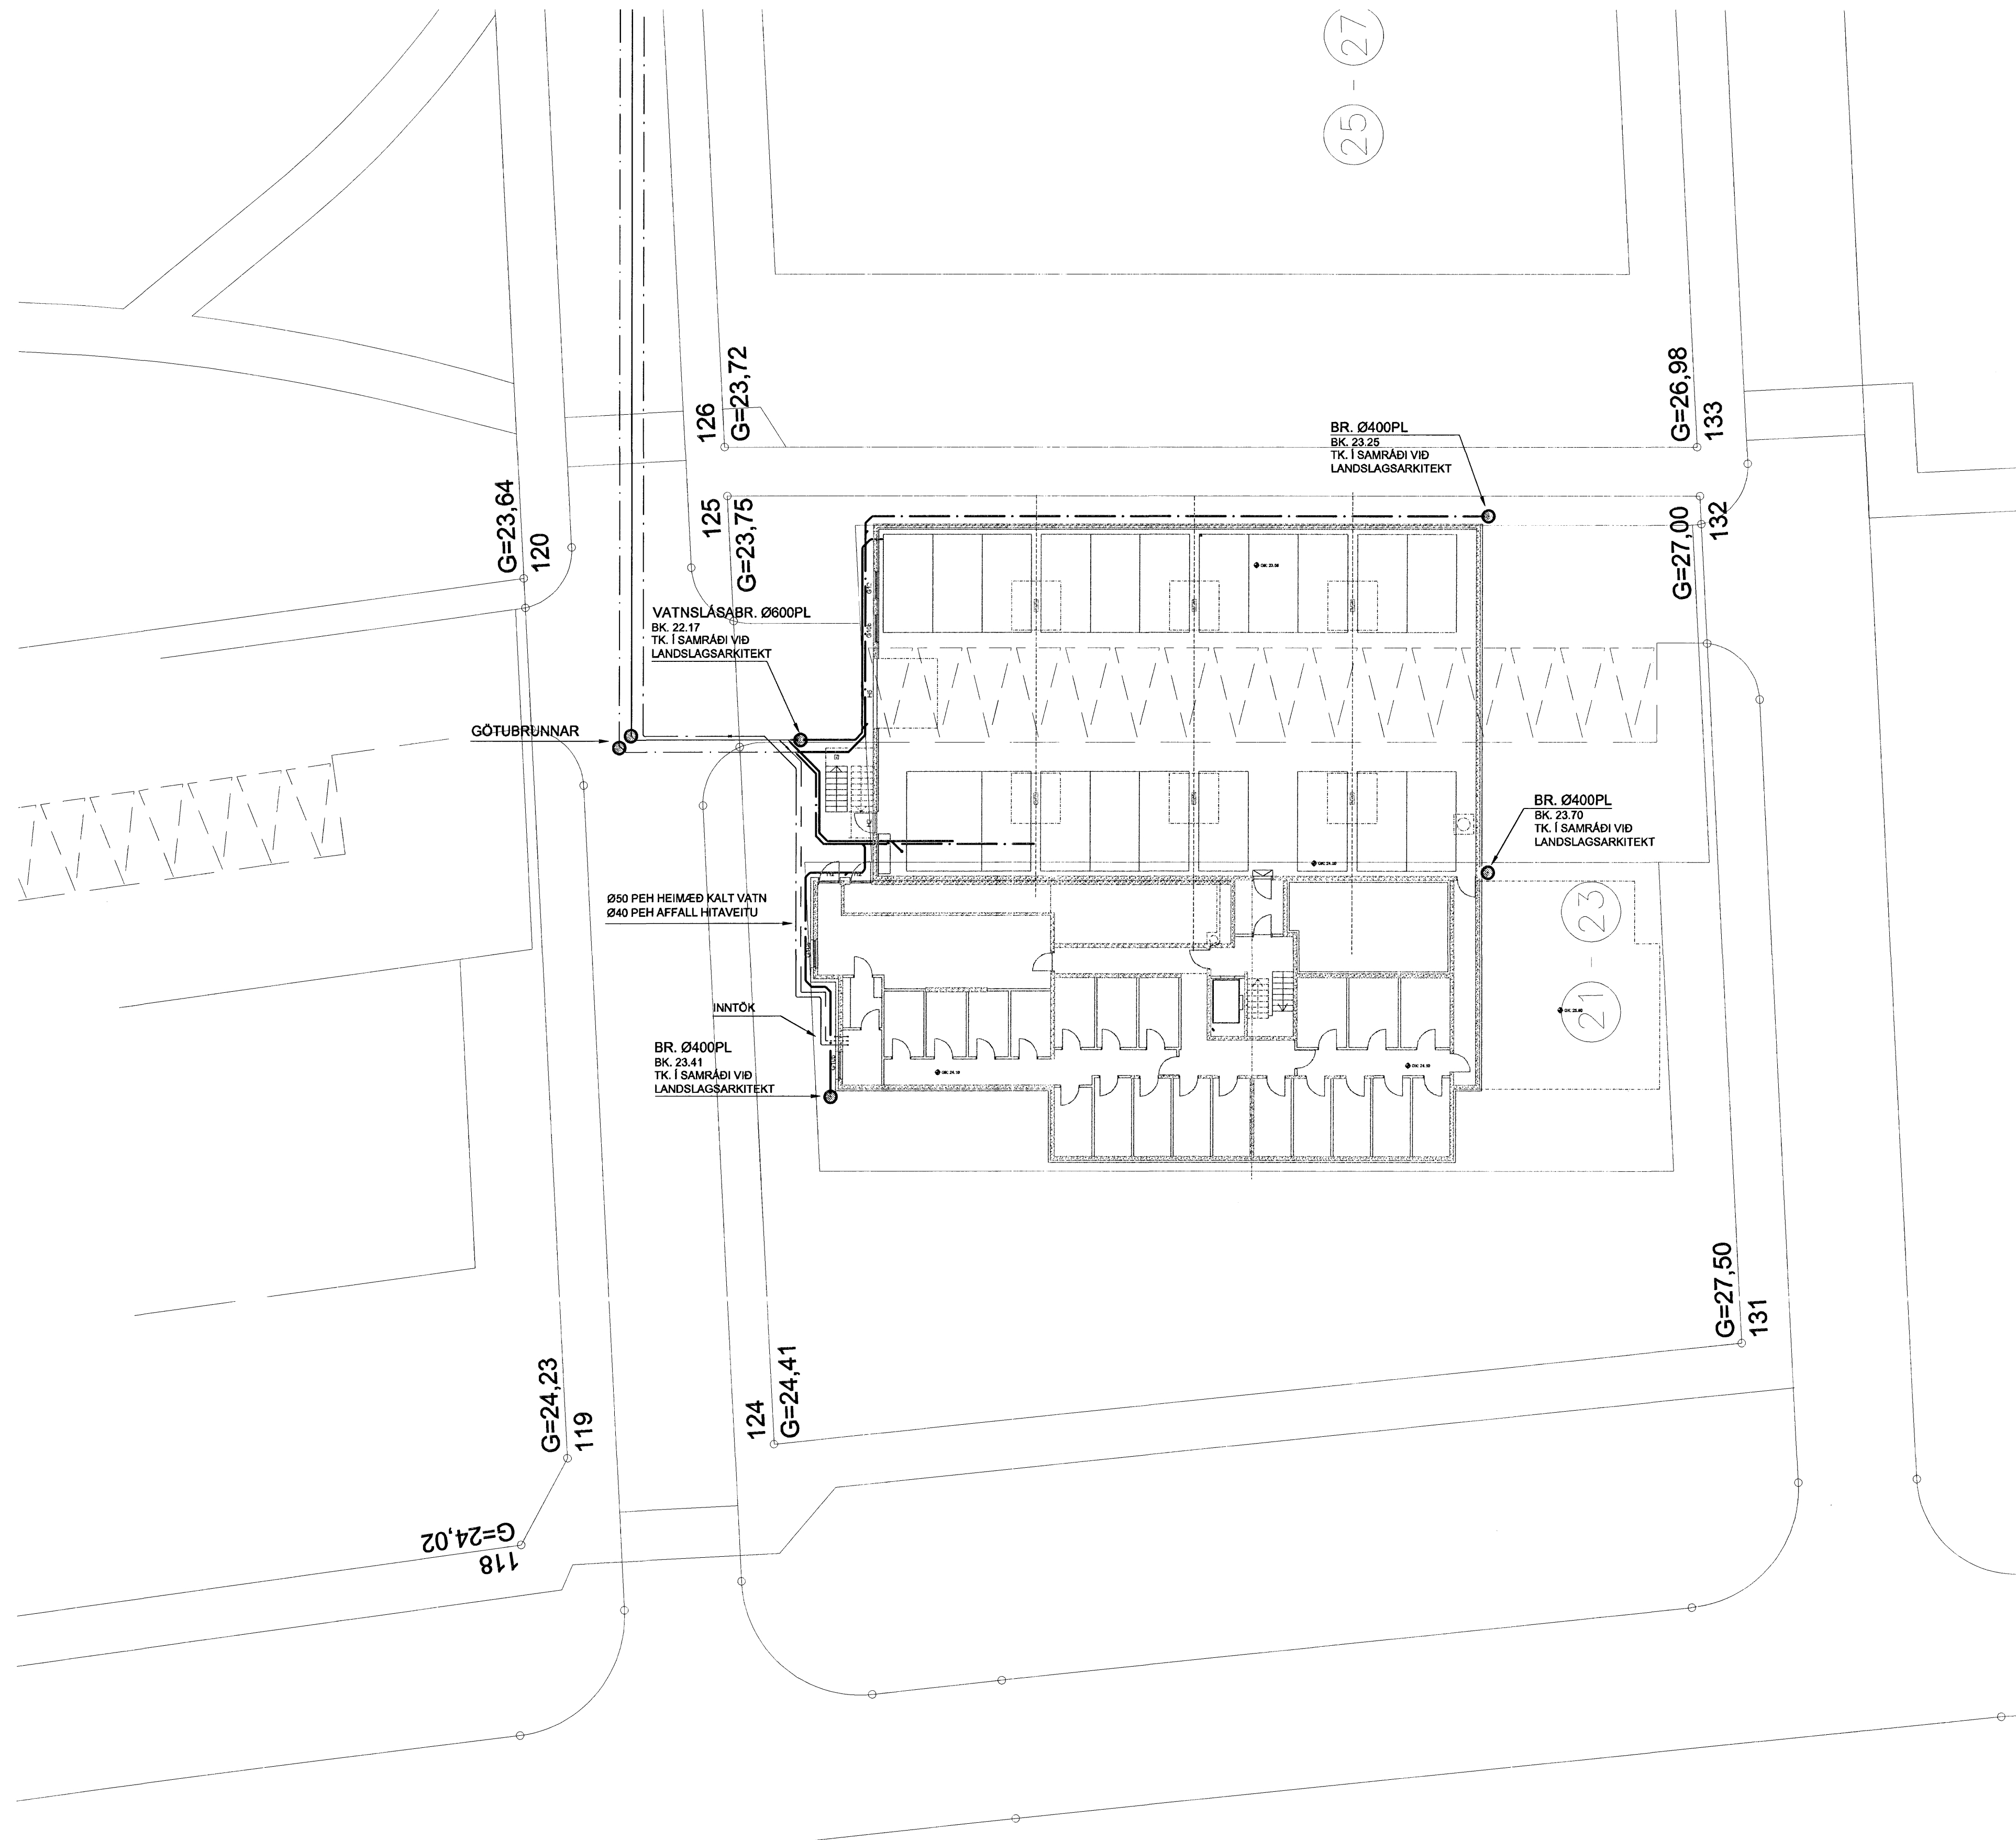 25 - 27
126
G=23,72
G=26,98
133
BR. Ø400PL
BK. 23.25
TK. Í SAMRÁÐI VIÐ
LANDSLAGSARKITEKT
G=23,64
120
125
G=23,75
G=27,00
132
VATNSLÁSABR. Ø600PL
BK. 22.17
TK. Í SAMRÁÐI VIÐ
LANDSLAGSARKITEKT
GÖTUBRUNNAR
BR. Ø400PL
BK. 23.70
TK. Í SAMRÁÐI VIÐ
LANDSLAGSARKITEKT
Ø50 PEH HEIMÆÐ KALT VATN
Ø40 PEH AFFALL HITAVEITU
21 - 23
INNTÖK
BR. Ø400PL
BK. 23.41
TK. Í SAMRÁÐI VIÐ
LANDSLAGSARKITEKT
G=27,50
131
G=24,23
119
124
G=24,41
G=24,02
118